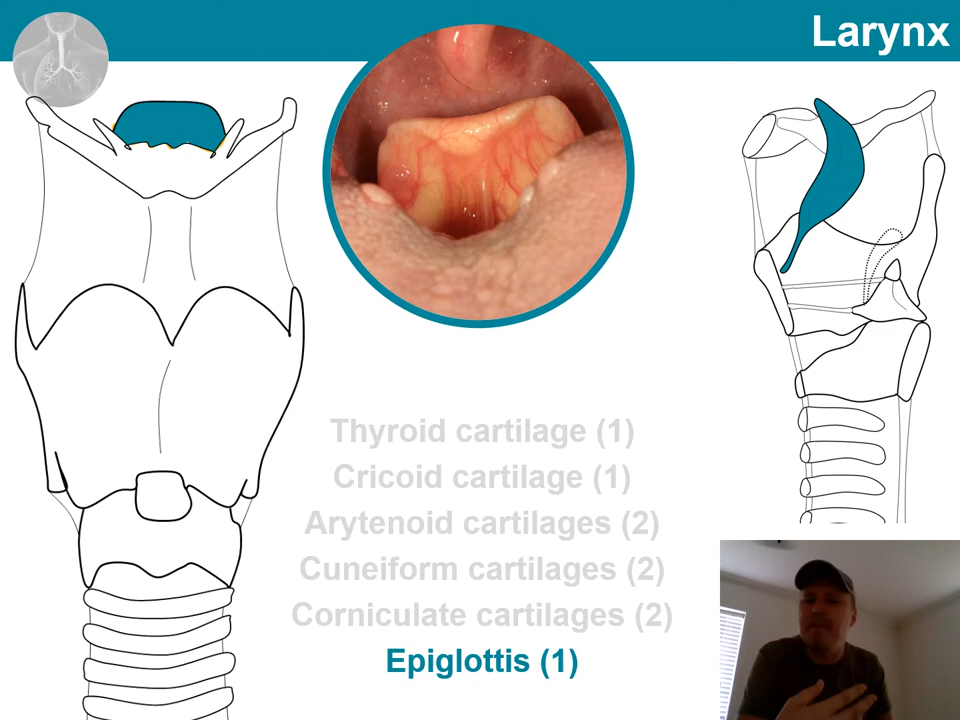 Larynx
Thyroid cartilage (1)
Cricoid cartilage (1)
Arytenoid cartilages (2)
Cuneiform cartilages (2)
Corniculate cartilages (2)
Epiglottis (1)